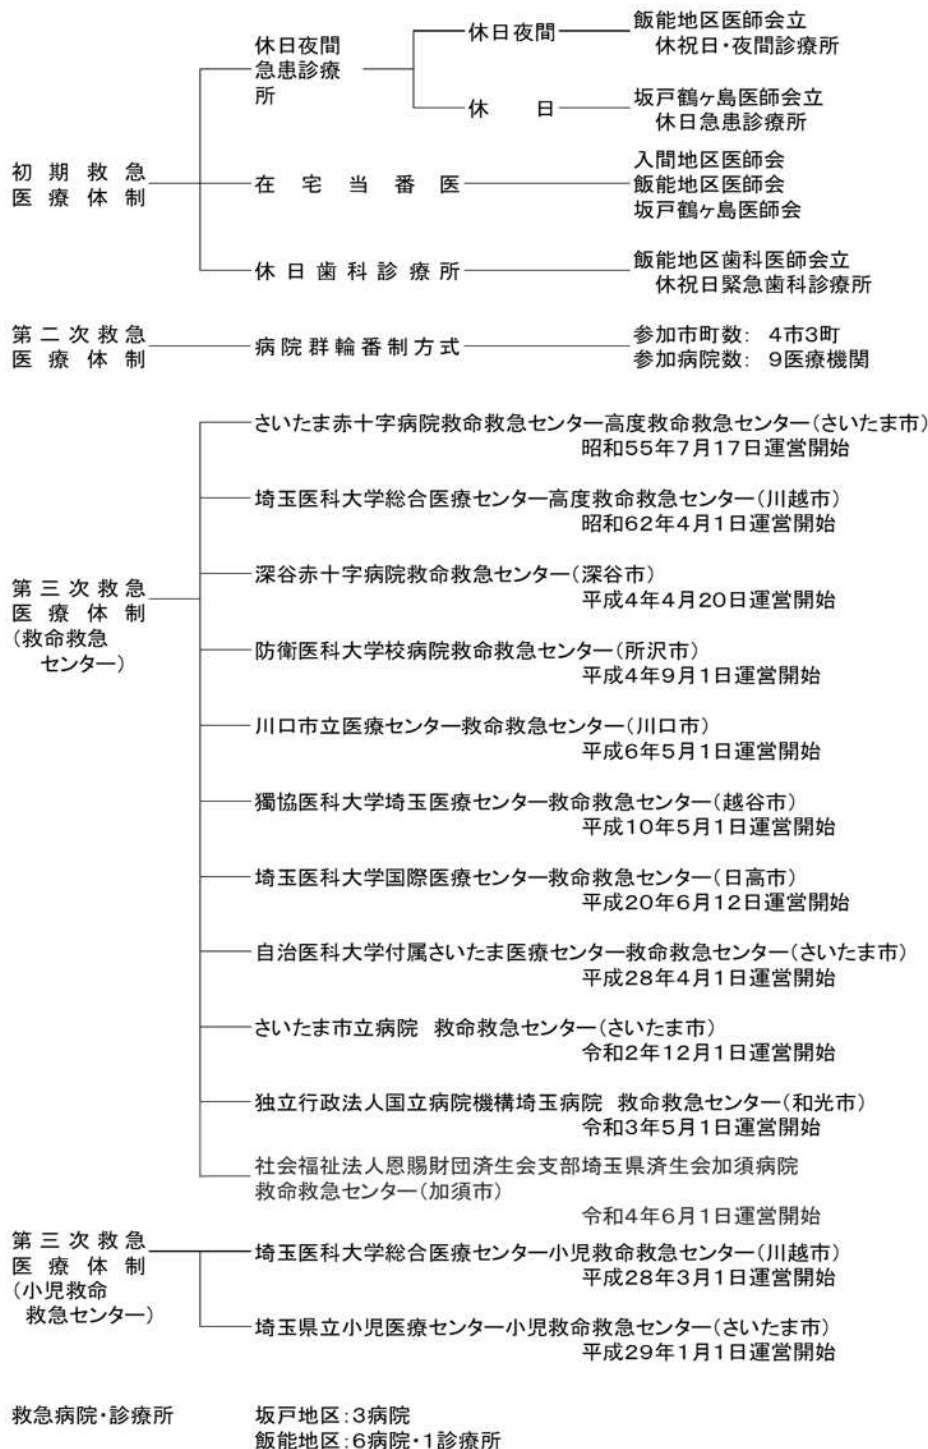 初期救急
医療体制
休日夜間
急患診療
所
休日夜間
飯能地区医師会立
休祝日・夜間診療所
休　　日
坂戸鶴ヶ島医師会立
休日急患診療所
在宅当番医
入間地区医師会
飯能地区医師会
坂戸鶴ヶ島医師会
休日歯科診療所
飯能地区歯科医師会立
休祝日緊急歯科診療所
第二次救急
医療体制
病院群輪番制方式
参加市町数：　4市3町
参加病院数：　9医療機関
第三次救急
医療体制
（救命救急
センター）
さいたま赤十字病院救命救急センター高度救命救急センター（さいたま市）
昭和55年7月17日運営開始
埼玉医科大学総合医療センター高度救命救急センター（川越市）
昭和62年4月1日運営開始
深谷赤十字病院救命救急センター（深谷市）
平成4年4月20日運営開始
防衛医科大学校病院救命救急センター（所沢市）
平成4年9月1日運営開始
川口市立医療センター救命救急センター（川口市）
平成6年5月1日運営開始
獨協医科大学埼玉医療センター救命救急センター（越谷市）
平成10年5月1日運営開始
埼玉医科大学国際医療センター救命救急センター（日高市）
平成20年6月12日運営開始
自治医科大学付属さいたま医療センター救命救急センター（さいたま市）
平成28年4月1日運営開始
さいたま市立病院　救命救急センター（さいたま市）
令和2年12月1日運営開始
独立行政法人国立病院機構埼玉病院　救命救急センター（和光市）
令和3年5月1日運営開始
社会福祉法人恩賜財団済生会支部埼玉県済生会加須病院
救命救急センター（加須市）
令和4年6月1日運営開始
第三次救急
医療体制
（小児救命
救急センター）
埼玉医科大学総合医療センター小児救命救急センター（川越市）
平成28年3月1日運営開始
埼玉県立小児医療センター小児救命救急センター（さいたま市）
平成29年1月1日運営開始
救急病院・診療所
坂戸地区：3病院
飯能地区：6病院・1診療所